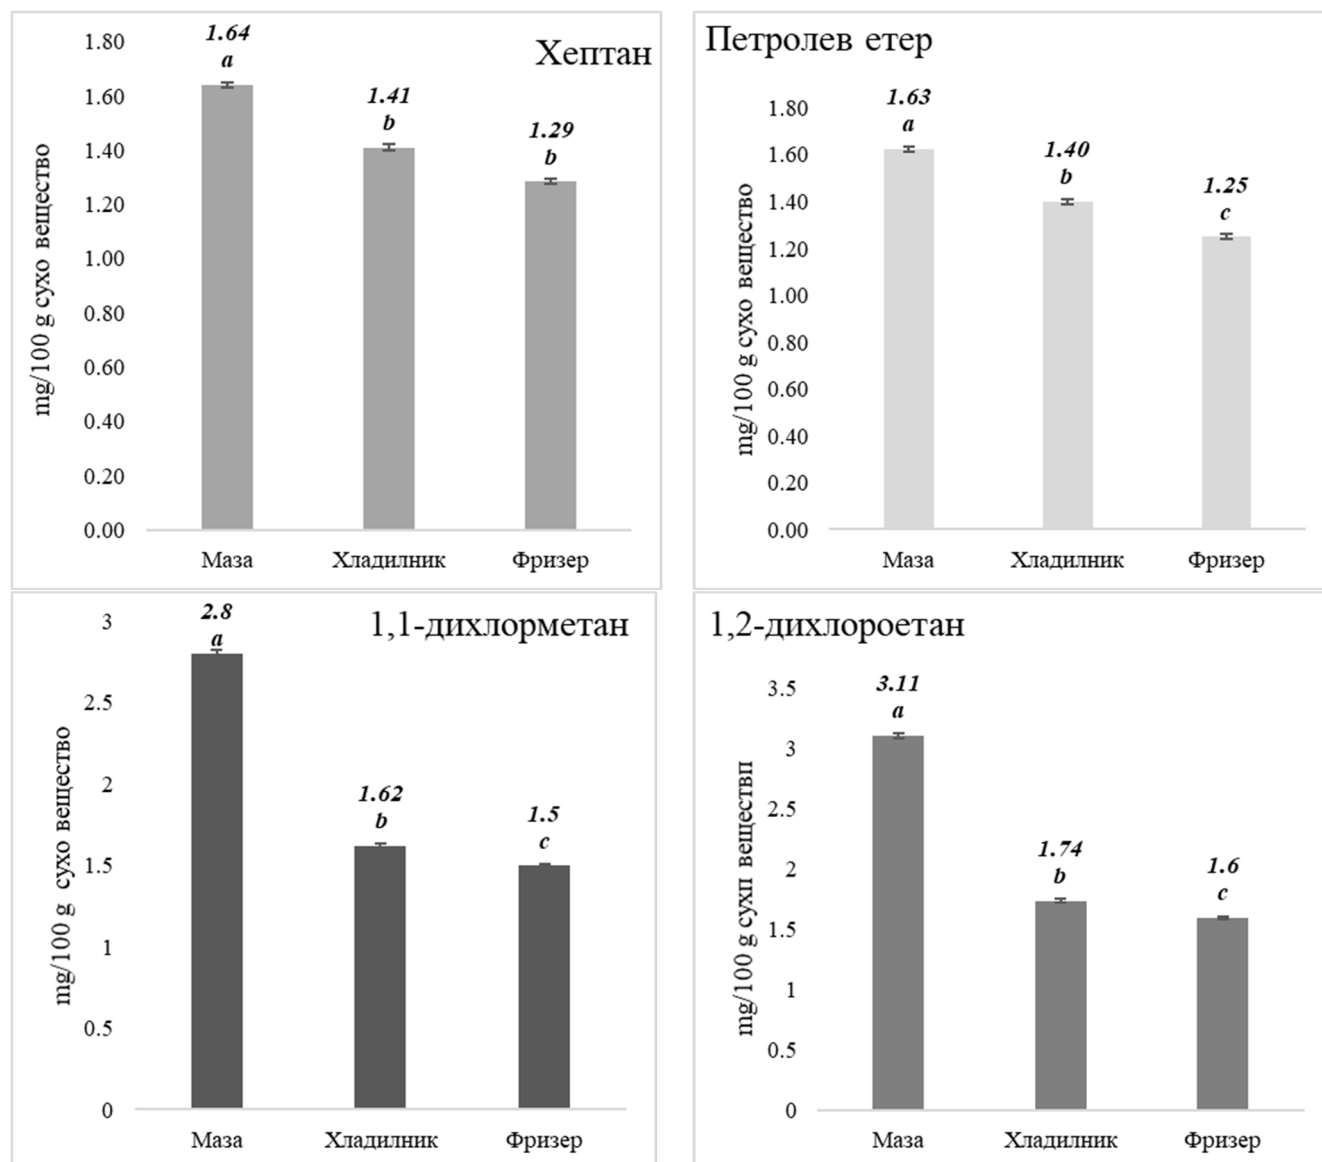 Хептан
mg/100 g сухо вещество
1.80
1.60
1.40
1.20
1.00
0.80
0.60
0.40
0.20
0.00
1.64
a
1.41
b
1.29
b
Маза Хладилник Фризер
Петролев етер
mg/100 g сухо вещество
1.80
1.60
1.40
1.20
1.00
0.80
0.60
0.40
0.20
0.00
1.63
a
1.40
b
1.25
c
Маза Хладилник Фризер
1,1-дихлорметан
mg/100 g сухо вещество
3
2.5
2
1.5
1
0.5
0
2.8
a
1.62
b
1.5
c
Маза Хладилник Фризер
1,2-дихлороетан
mg/100 g сухп веществп
3.5
3
2.5
2
1.5
1
0.5
0
3.11
a
1.74
b
1.6
c
Маза Хладилник Фризер